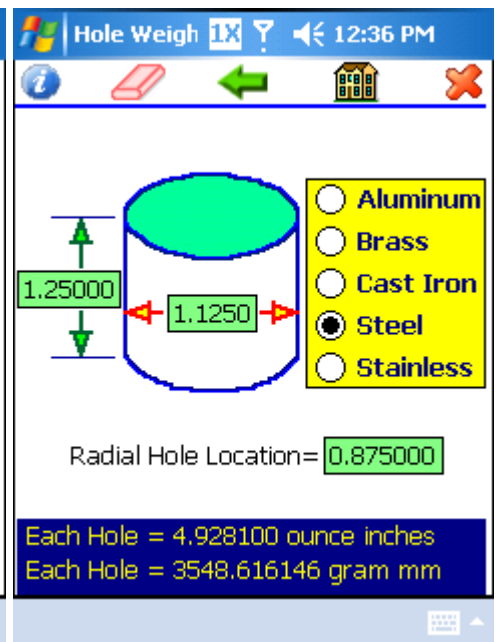 Hole Weigh 1X 12:36 PM
Aluminum
Brass
Cast Iron
Steel
Stainless
1.25000
1.1250
Radial Hole Location= 0.875000
Each Hole = 4.928100 ounce inches
Each Hole = 3548.616146 gram mm